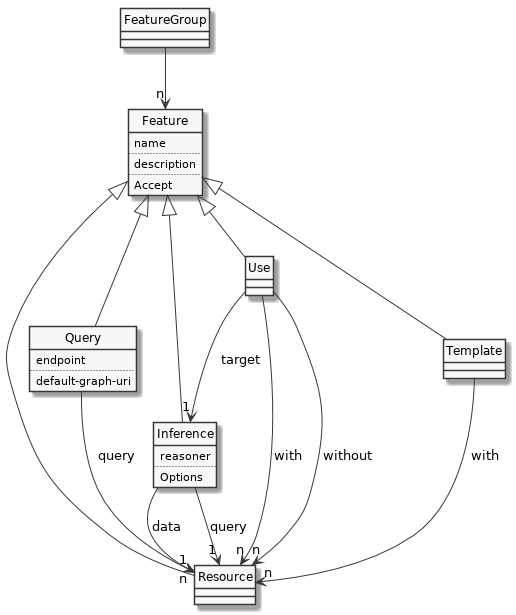 FeatureGroup
n
Feature
name
description
Accept
Use
Query
endpoint
default-graph-uri
target
Template
1
Inference
reasoner
Options
query
with
without
with
data
query
1
1
n
n
n
n
Resource